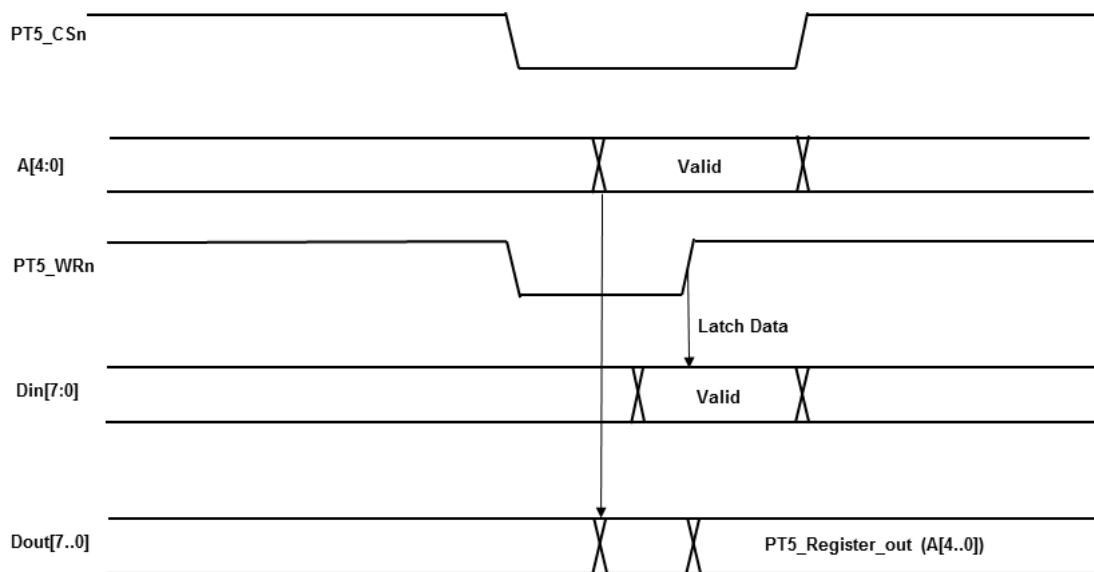 PT5_CSn
A[4:0]
Valid
PT5_WRn
Latch Data
Din[7:0]
Valid
Dout[7..0]
PT5_Register_out (A[4..0])